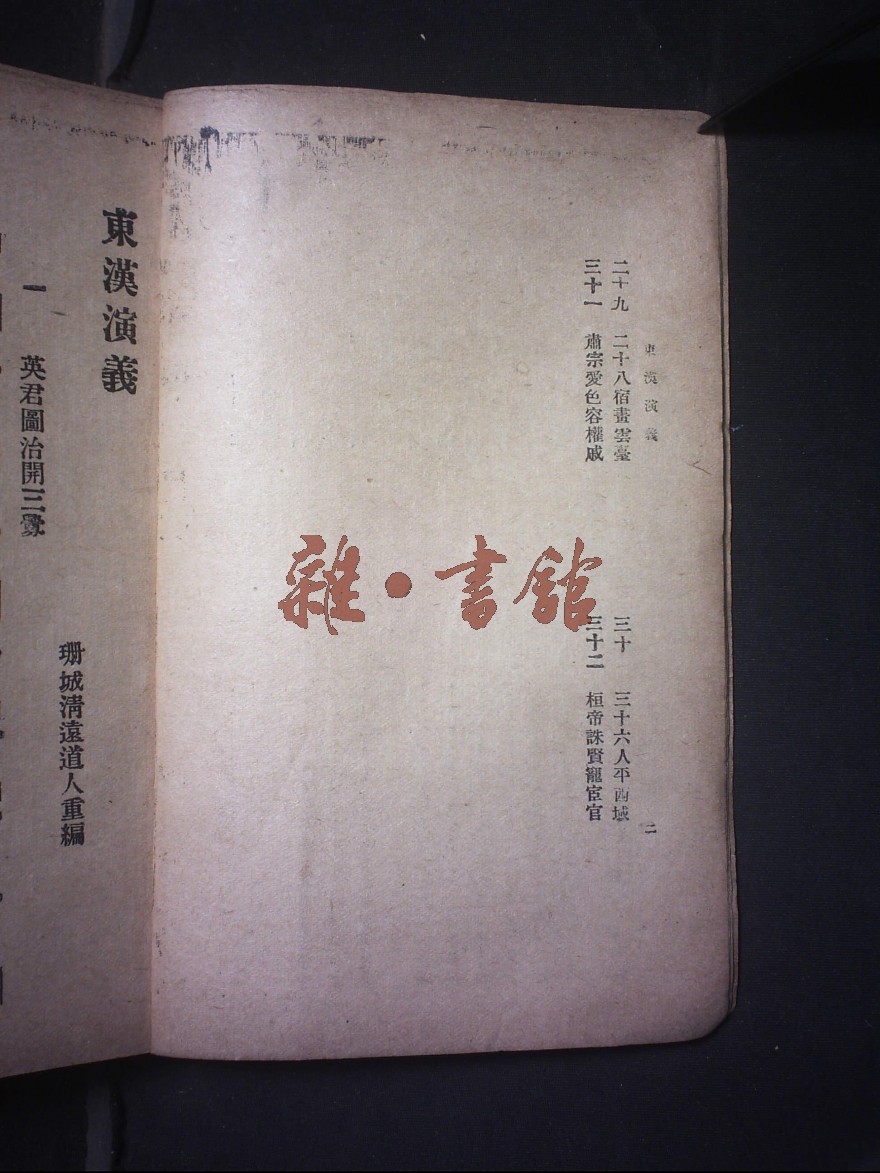 東漢演義
二
二十九 二十八宿畫雲臺
三十 三十六人平西域
三十一 肅宗愛色容權戚
三十二 桓帝誅賢寵宦官
雜·書館
東漢演義
珊城清遠道人重編
一 英君圖治開三釁